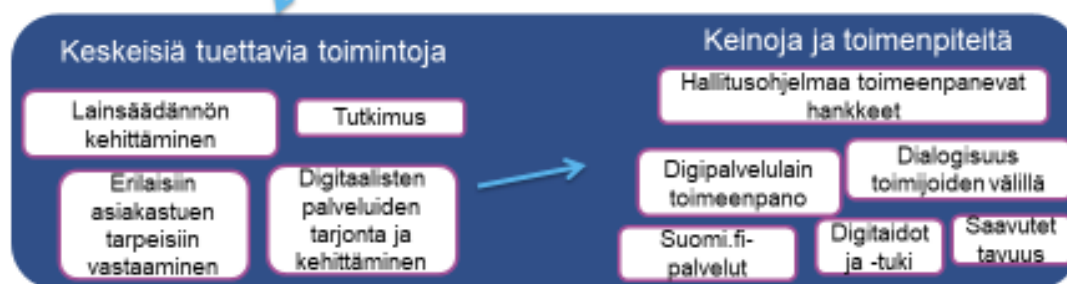 Keskeisiä tuettavia toimintoja
Lainsäädännön
kehittäminen
Tutkimus
Erilaisiin
asiakastuen
tarpeisiin
vastaaminen
Digitaalisten
palveluiden
tarjonta ja
kehittäminen
Keinoja ja toimenpiteitä
Hallitusohjelmaa toimeenpanevat
hankkeet
Digipalvelulain
toimeenpano
Dialogisuus
toimijoiden välillä
Suomi.fi-
palvelut
Digitaidot
ja -tuki
Saavutet
tavuus